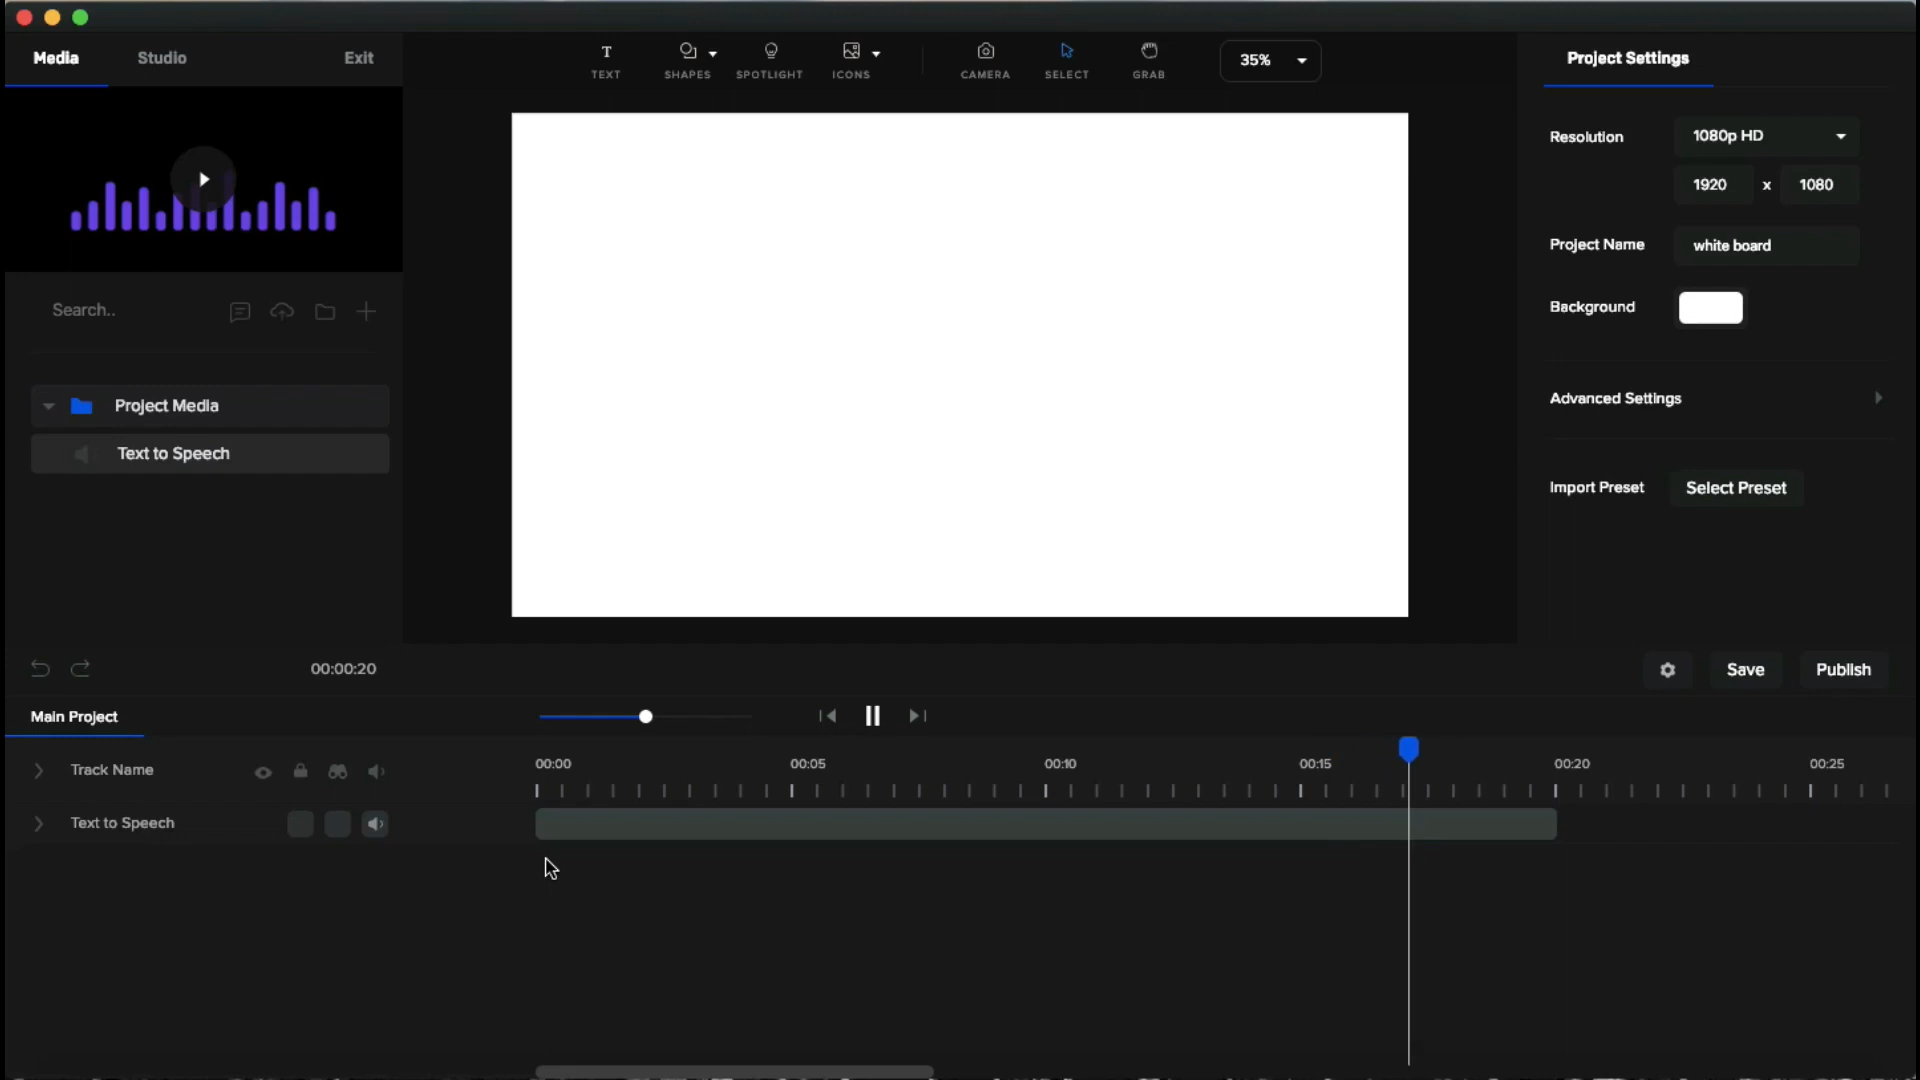 Media
Studio
Exit
TEXT
SHAPES
SPOTLIGHT
ICONS
CAMERA
SELECT
GRAB
35%
Project Settings
Resolution
1080p HD
1920 x 1080
Project Name
white board
Background
Advanced Settings
Import Preset
Select Preset
Search..
Project Media
Text to Speech
00:00:20
Save
Publish
Main Project
Track Name
00:00
00:05
00:10
00:15
00:20
00:25
Text to Speech